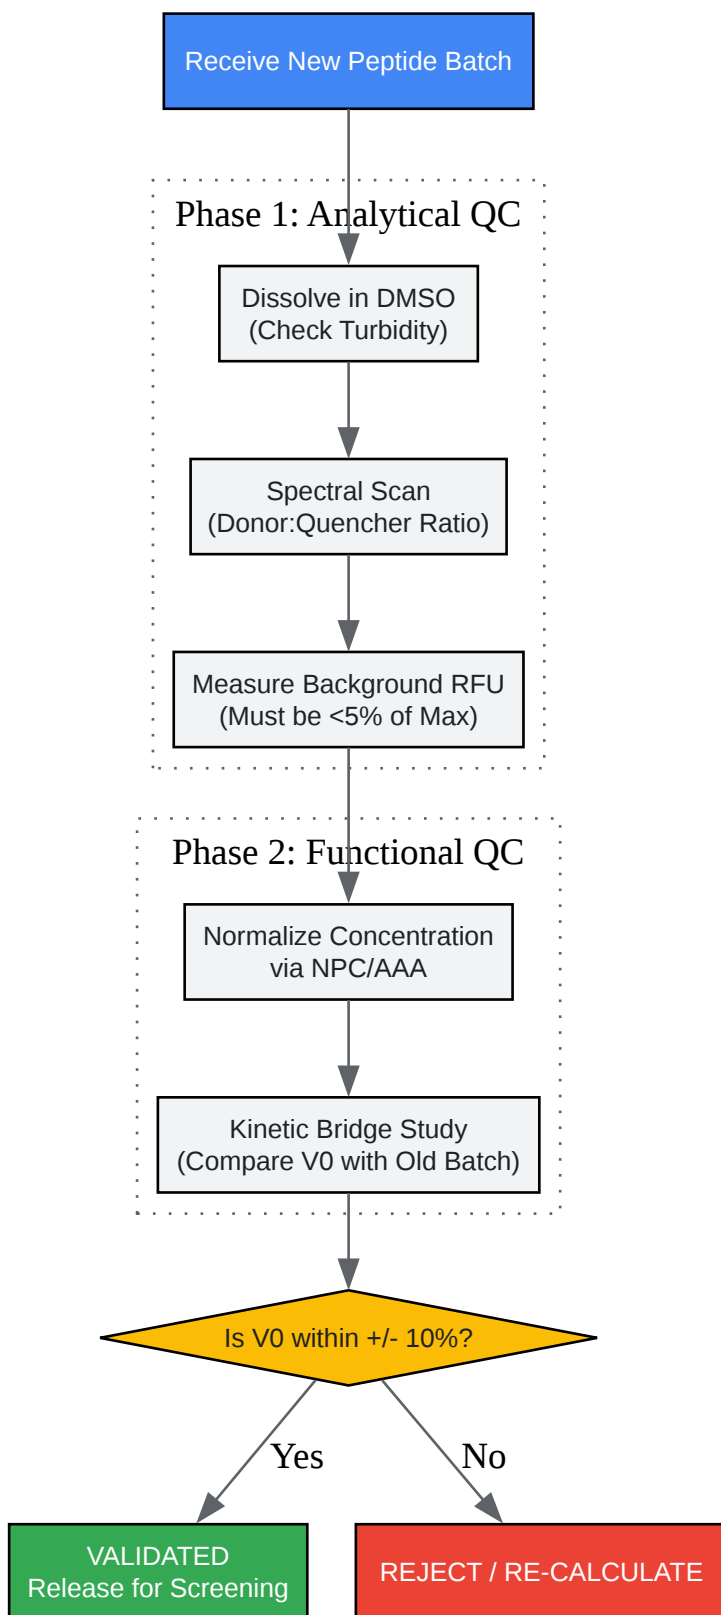 Receive New Peptide Batch
Phase 1: Analytical QC
Dissolve in DMSO
(Check Turbidity)
Spectral Scan
(Donor:Quencher Ratio)
Measure Background RFU
(Must be <5% of Max)
Phase 2: Functional QC
Normalize Concentration
via NPC/AAA
Kinetic Bridge Study
(Compare V0 with Old Batch)
Is V0 within +/- 10%?
Yes
No
VALIDATED
Release for Screening
REJECT / RE-CALCULATE